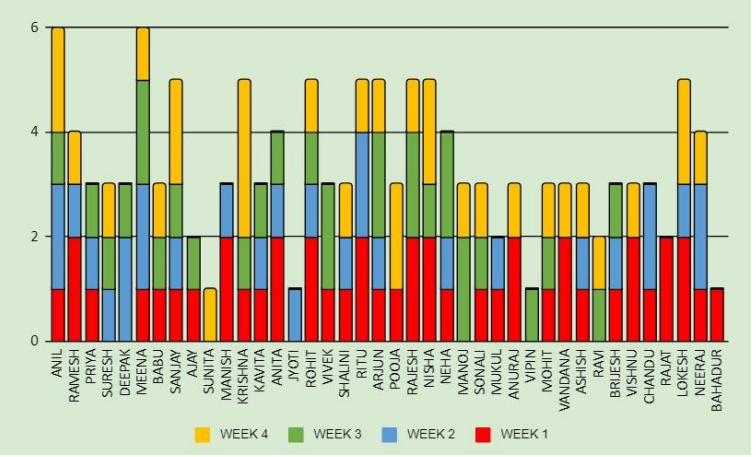 6
4
2
0
ANIL
RAMESH
PRIYA
SURESH
DEEPAK
MEENA
BABU
SANJAY
AJAY
SUNITA
MANISH
KRISHNA
KAVITA
ANITA
JYOTI
ROHIT
VIVEK
SHALINI
RITU
ARJUN
POOJA
RAJESH
NISHA
NEHA
MANOJ
SONALI
MUKUL
ANURAJ
VIPIN
MOHIT
VANDANA
ASHISH
RAVI
BRIJESH
VISHNU
CHANDU
RAJAT
LOKESH
NEERAJ
BAHADUR
WEEK 4 WEEK 3 WEEK 2 WEEK 1